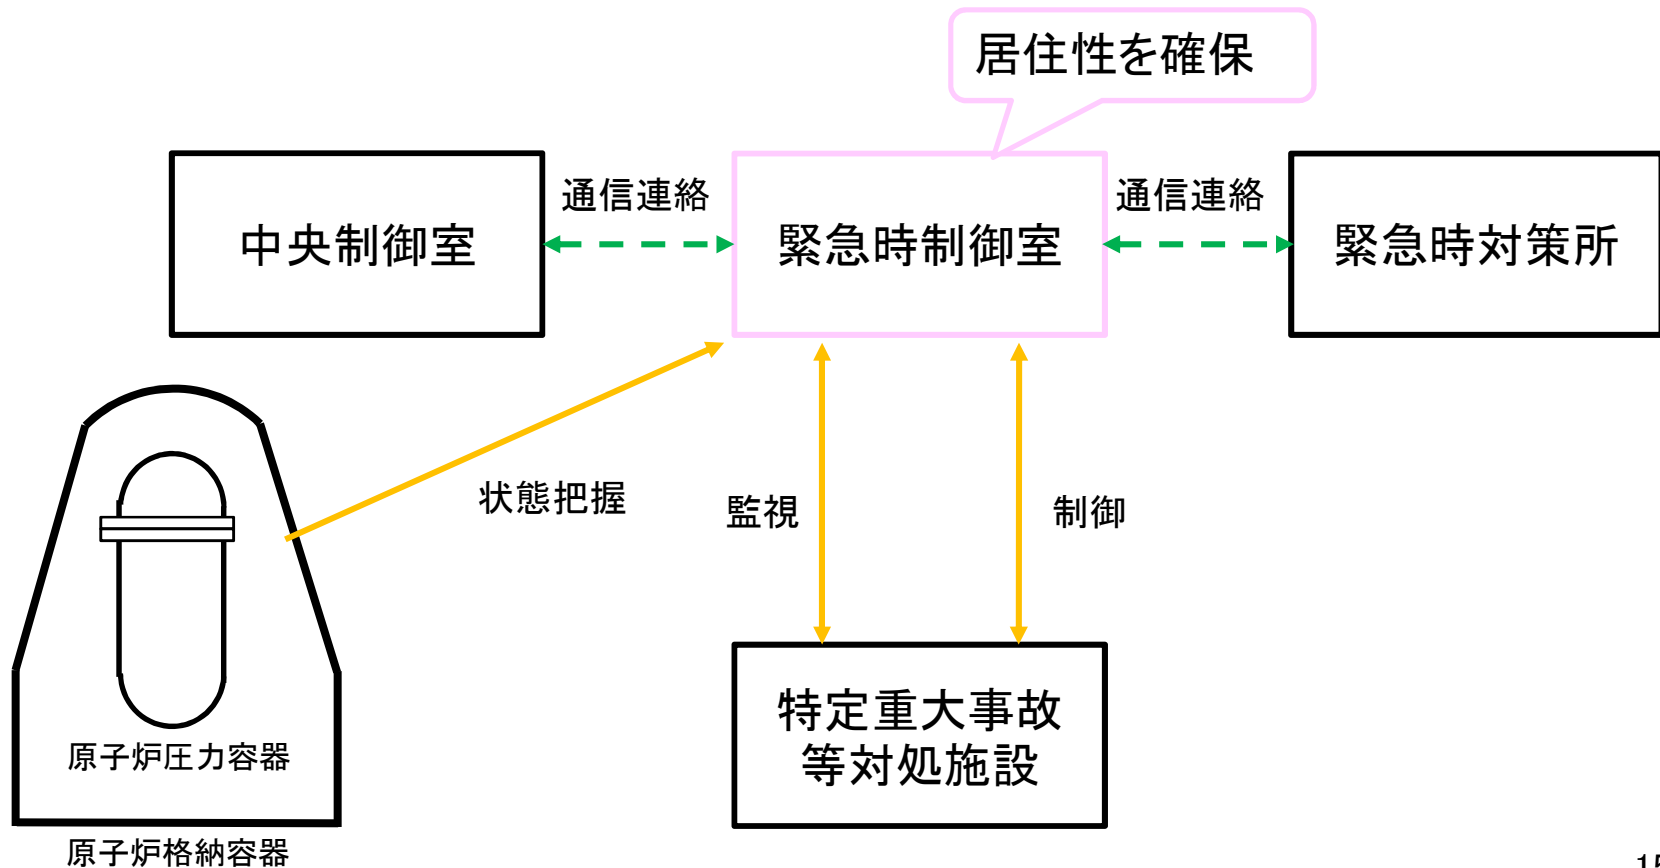 居住性を確保
通信連絡
通信連絡
中央制御室
緊急時制御室
緊急時対策所
状態把握
監視
制御
特定重大事故
等対処施設
原子炉圧力容器
原子炉格納容器